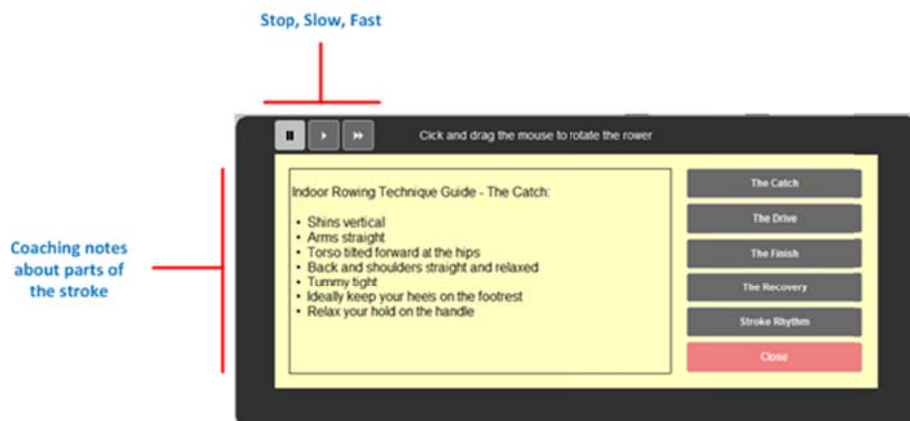 Stop, Slow, Fast
Click and drag the mouse to rotate the rower
Coaching notes
about parts of
the stroke
Indoor Rowing Technique Guide - The Catch:
• Shins vertical
• Arms straight
• Torso tilted forward at the hips
• Back and shoulders straight and relaxed
• Tummy tight
• Ideally keep your heels on the footrest
• Relax your hold on the handle
The Catch
The Drive
The Finish
The Recovery
Stroke Rhythm
Close